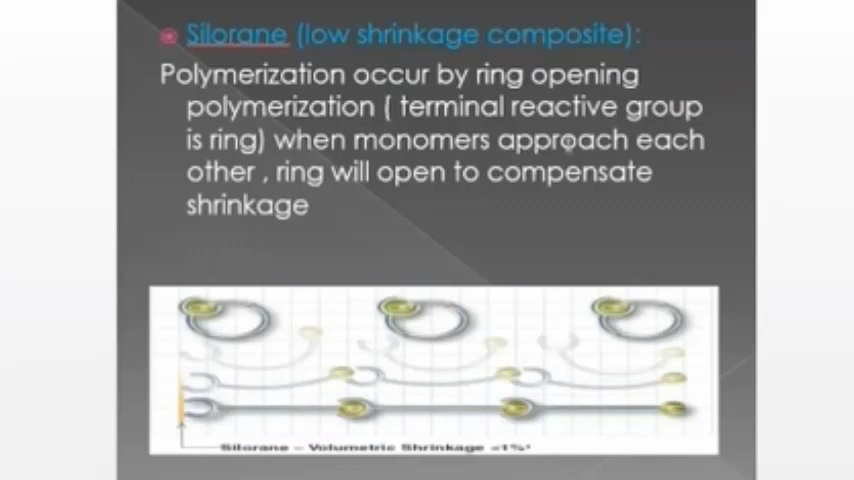 Silorane (low shrinkage composite):
Polymerization occur by ring opening
polymerization ( terminal reactive group
is ring) when monomers approach each
other , ring will open to compensate
shrinkage
Silorane – Volumetric Shrinkage <1%¹